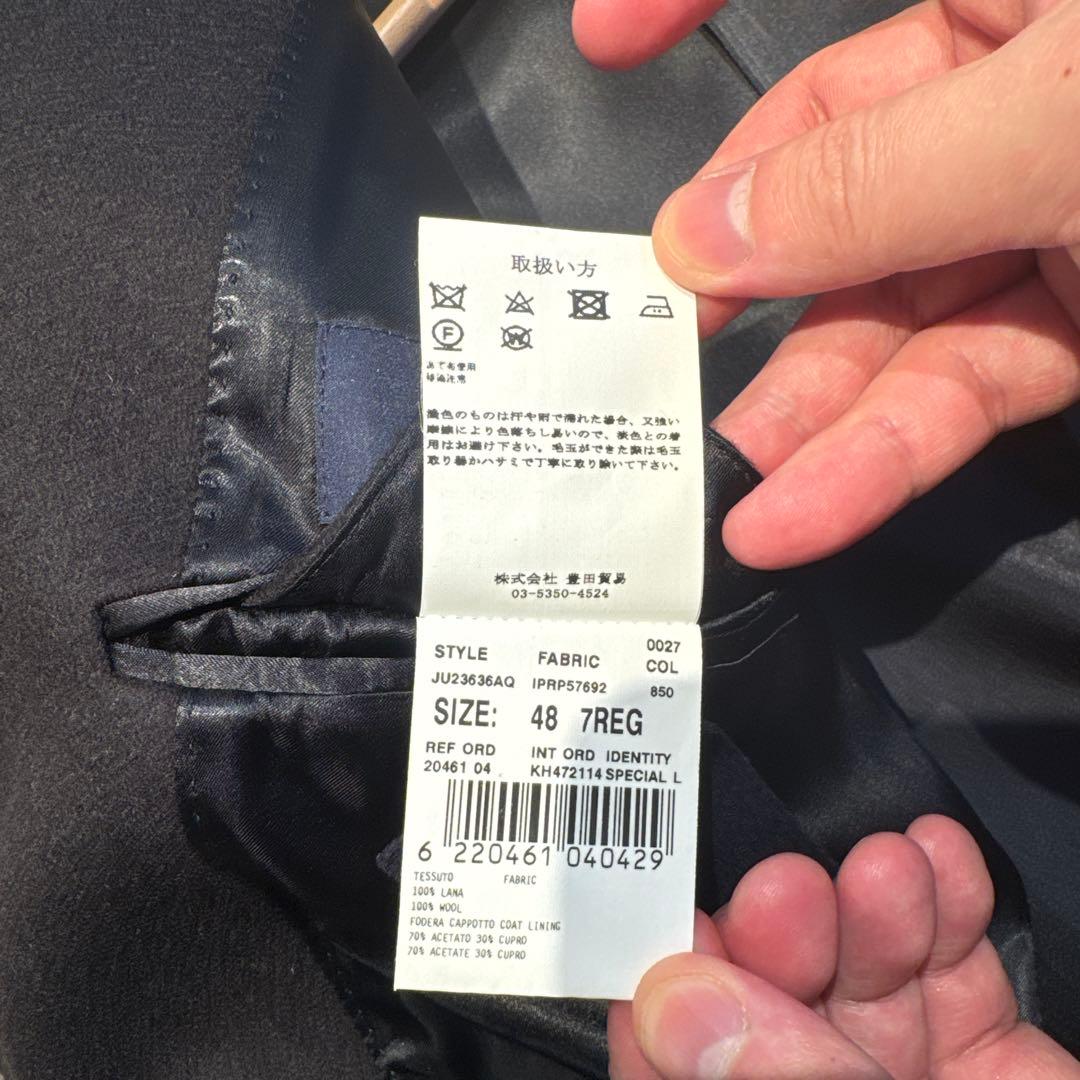 取扱い方
F
W
あて布使用
移染注意
濃色のものは汗や雨で濡れた場合、又強い
摩擦により色落ちし易いので、淡色との着
用はお避け下さい。毛玉ができた際は毛玉
取り器かハサミで丁寧に取り除いて下さい。
株式会社 豊田貿易
03-5350-4524
0027
STYLE FABRIC COL
JU23636AQ IPRP57692 850
SIZE: 48 7REG
REF ORD INT ORD IDENTITY
20461 04 KH472114 SPECIAL L
6 220461 040429
TESSUTO FABRIC
100% LANA
100% WOOL
FODERA CAPPOTTO COAT LINING
70% ACETATO 30% CUPRO
70% ACETATE 30% CUPRO